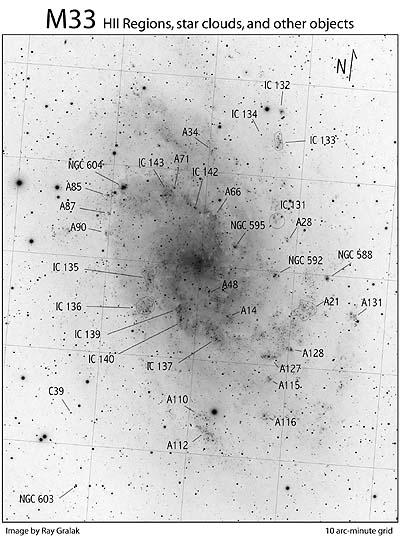 M33 HII Regions, star clouds, and other objects
N
IC 132
IC 134
IC 133
A34
IC 142
A71
IC 143
NGC 604
A85
A66
A87
IC 131
A28
NGC 595
A90
NGC 588
NGC 592
IC 135
A48
A21
A131
IC 136
A14
IC 139
IC 140
A128
IC 137
A127
A115
C39
A110
A116
A112
NGC 603
Image by Ray Gralak
10 arc-minute grid